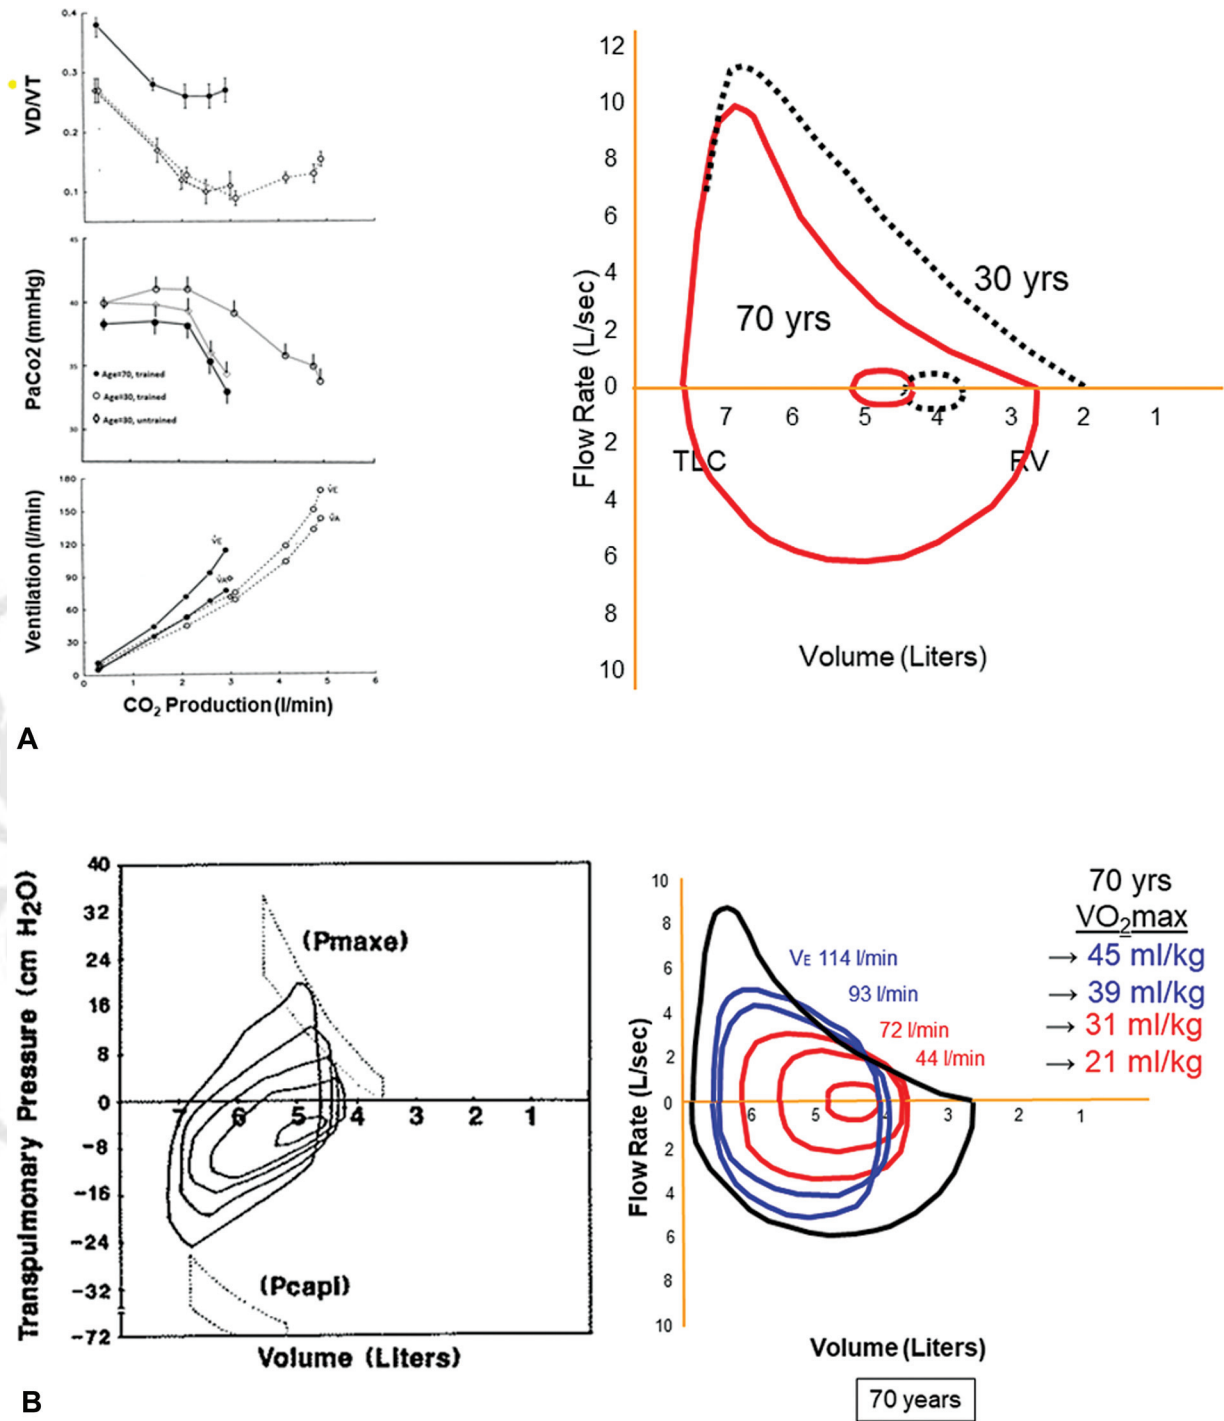 0.4
0.3
0.2
0.1
VD/VT
45
40
35
30
PaCo2 (mmHg)
Age=70, trained
Age=30, trained
Age=30, untrained
180
150
120
90
60
30
0
Ventilation (l/min)
V̇E
V̇A
V̇E
V̇A
0 1 2 3 4 5 6
CO₂ Production (l/min)
12
10
8
6
4
2
0
2
4
6
8
10
Flow Rate (L/sec)
30 yrs
70 yrs
7 6 5 4 3 2 1
TLC RV
Volume (Liters)
A
40
32
24
16
8
0
-8
-16
-24
-32
-72
Transpulmonary Pressure (cm H₂O)
(Pmaxe)
7 6 5 4 3 2 1
(Pcapi)
Volume (Liters)
10
8
6
4
2
0
2
4
6
8
10
Flow Rate (L/sec)
VE 114 l/min
93 l/min
72 l/min
44 l/min
6 5 4 3 2 1
70 yrs
VO₂max
→ 45 ml/kg
→ 39 ml/kg
→ 31 ml/kg
→ 21 ml/kg
Volume (Liters)
70 years
B